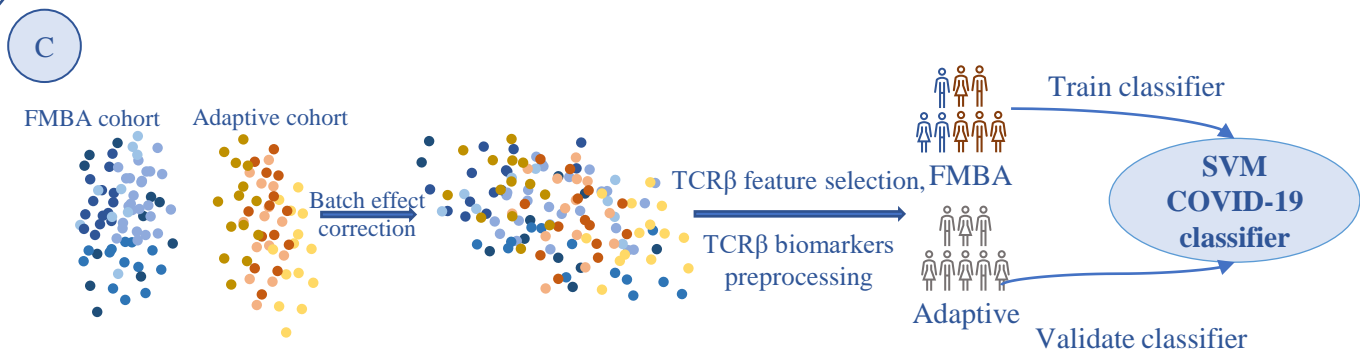 C
FMBA cohort
Adaptive cohort
Batch effect
correction
TCRβ feature selection,
TCRβ biomarkers
preprocessing
FMBA
Adaptive
Train classifier
Validate classifier
SVM
COVID-19
classifier